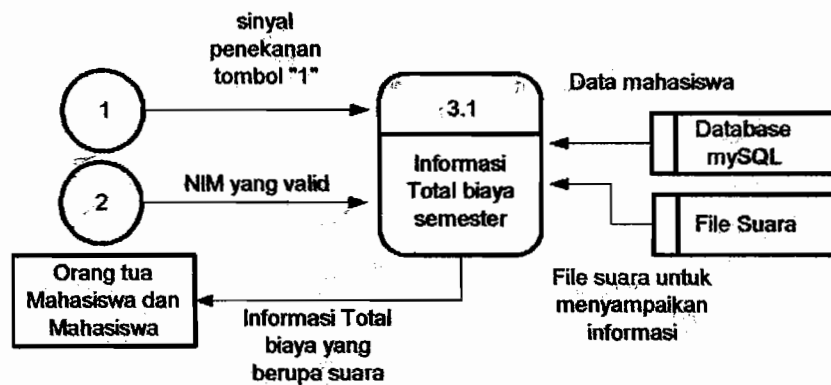 sinyal
penekanan
tombol "1"
1
3.1
Data mahasiswa
Database
mySQL
2
NIM yang valid
Informasi
Total biaya
semester
File Suara
Orang tua
Mahasiswa dan
Mahasiswa
Informasi Total
biaya yang
berupa suara
File suara untuk
menyampaikan
informasi